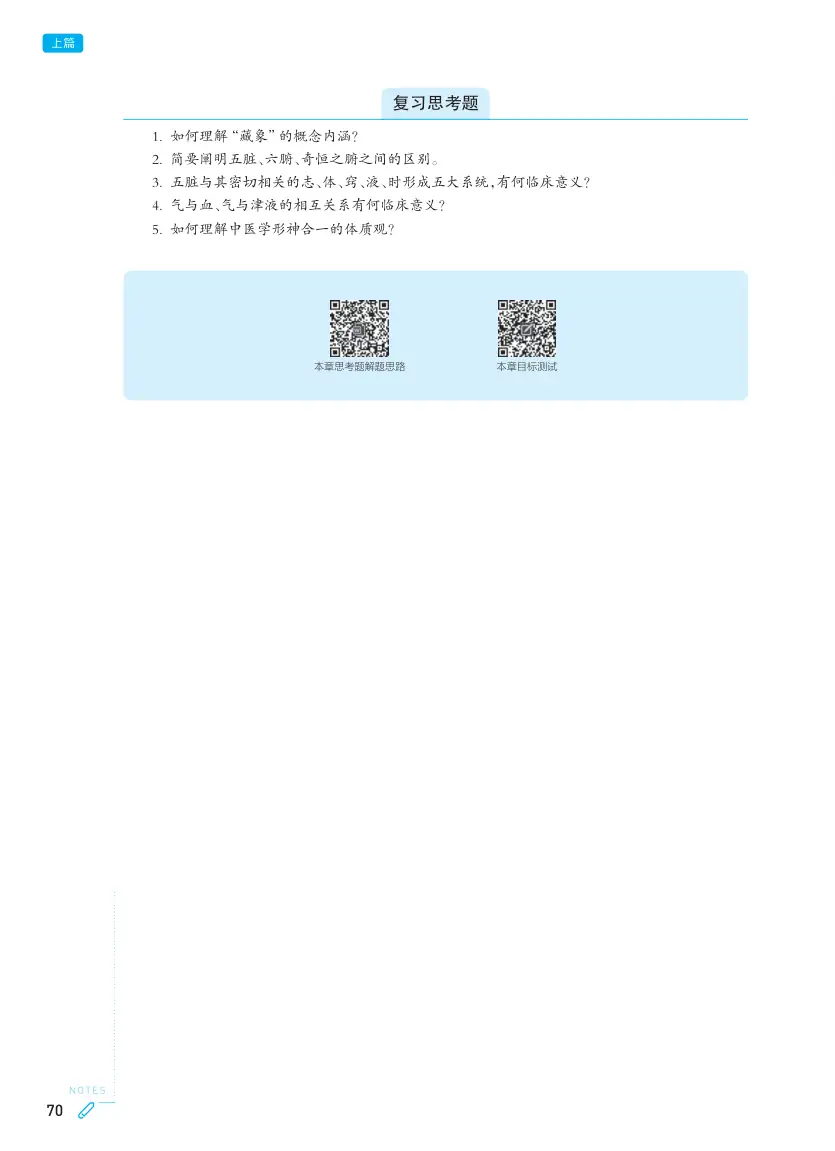 上篇
复习思考题
1. 如何理解“藏象”的概念内涵？
2. 简要阐明五脏、六腑、奇恒之腑之间的区别。
3. 五脏与其密切相关的志、体、窍、液、时形成五大系统，有何临床意义？
4. 气与血、气与津液的相互关系有何临床意义？
5. 如何理解中医学形神合一的体质观？
本章思考题解题思路
本章目标测试
NOTES
70